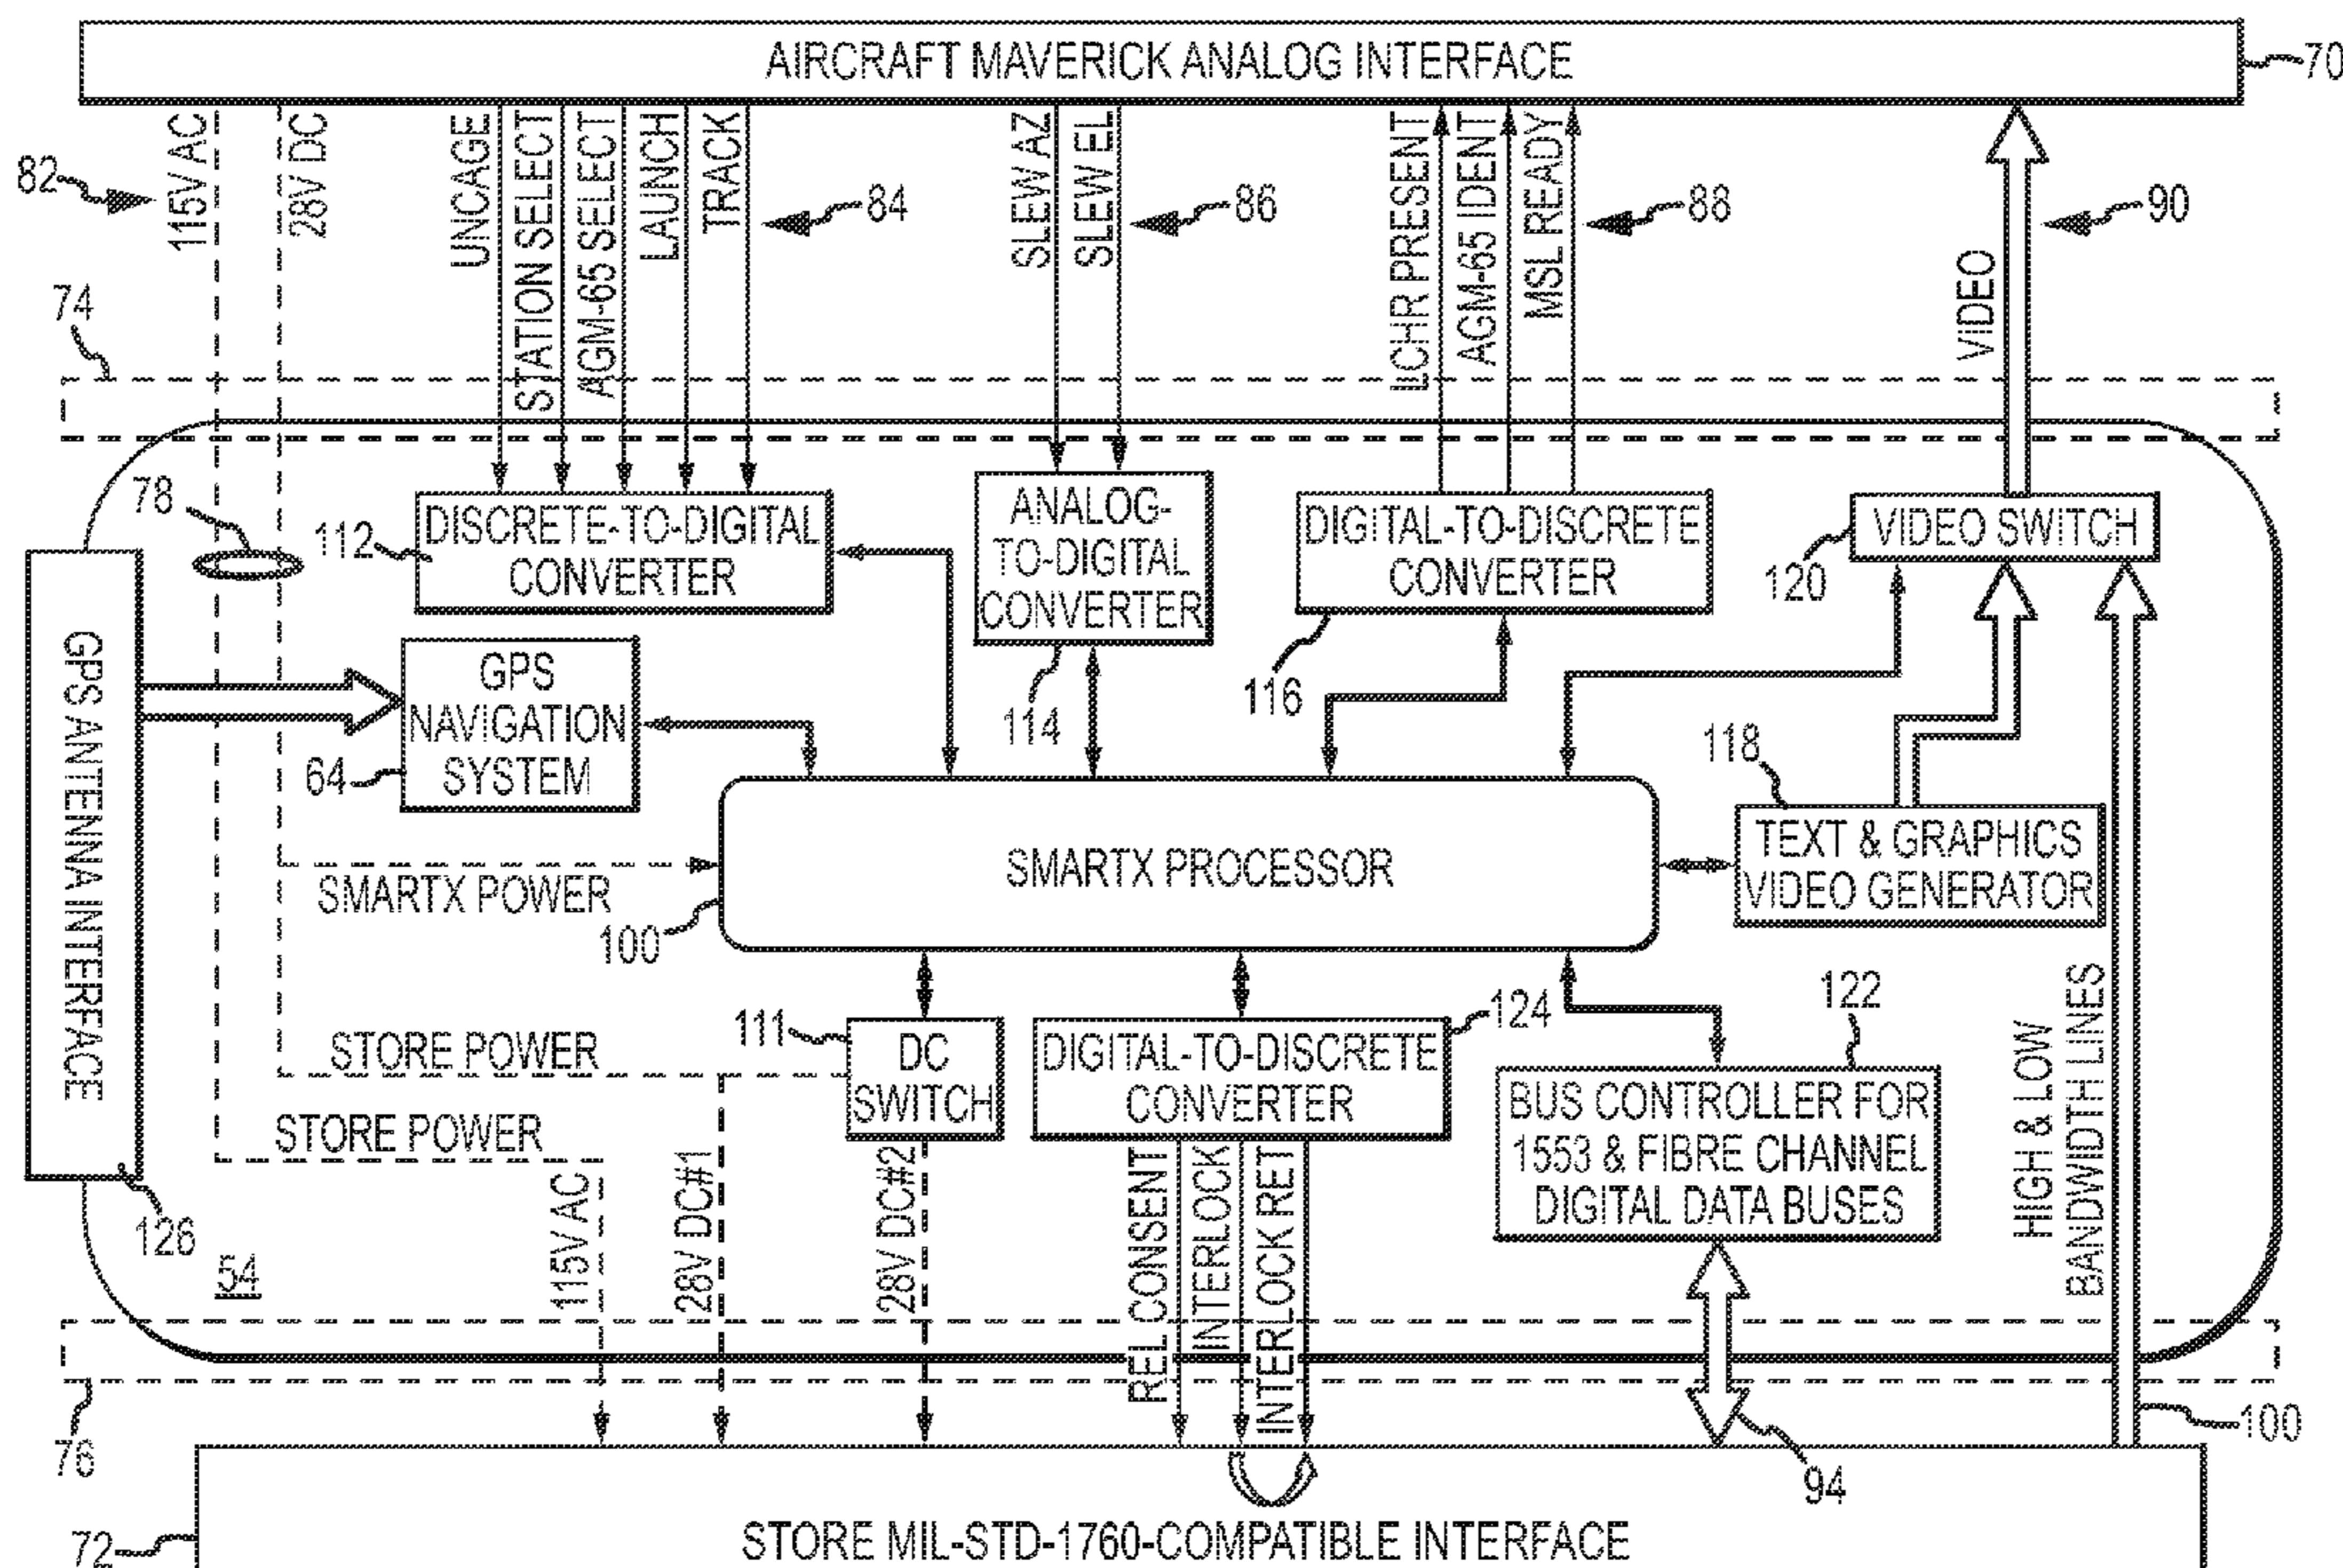 AIRCRAFT MAVERICK ANALOG INTERFACE
70
82
115V AC
28V DC
UNCAGE
STATION SELECT
AGM-65 SELECT
LAUNCH
TRACK
84
SLEW AZ
SLEW EL
86
LCHR PRESENT
AGM-65 IDENT
MSL READY
88
VIDEO
90
74
78
112
DISCRETE-TO-DIGITAL
CONVERTER
ANALOG-
TO-DIGITAL
CONVERTER
114
DIGITAL-TO-DISCRETE
CONVERTER
116
VIDEO SWITCH
120
GPS ANTENNA INTERFACE
GPS
NAVIGATION
SYSTEM
64
118
SMARTX POWER
100
SMARTX PROCESSOR
TEXT & GRAPHICS
VIDEO GENERATOR
STORE POWER
STORE POWER
111
DC
SWITCH
DIGITAL-TO-DISCRETE
CONVERTER
124
122
BUS CONTROLLER FOR
1553 & FIBRE CHANNEL
DIGITAL DATA BUSES
HIGH & LOW
BANDWIDTH LINES
126
54
115V AC
28V DC#1
28V DC#2
REL CONSENT
INTERLOCK
INTERLOCK RET
76
94
100
72
STORE MIL-STD-1760-COMPATIBLE INTERFACE